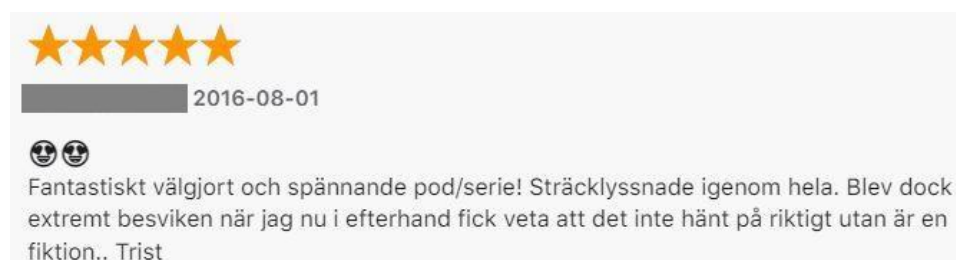 2016-08-01
😍😍
Fantastiskt välgjort och spännande pod/serie! Sträcklyssnade igenom hela. Blev dock
extremt besviken när jag nu i efterhand fick veta att det inte hänt på riktigt utan är en
fiktion.. Trist